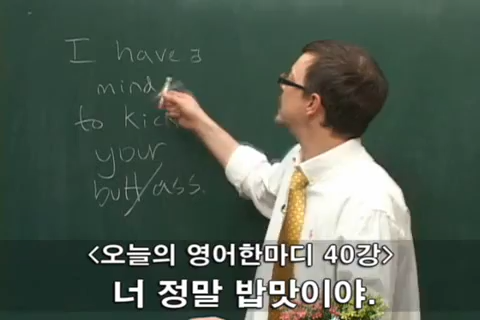 I have a
mind
to kick
your
butt/ass.
<오늘의 영어한마디 40강>
너 정말 밥맛이야.